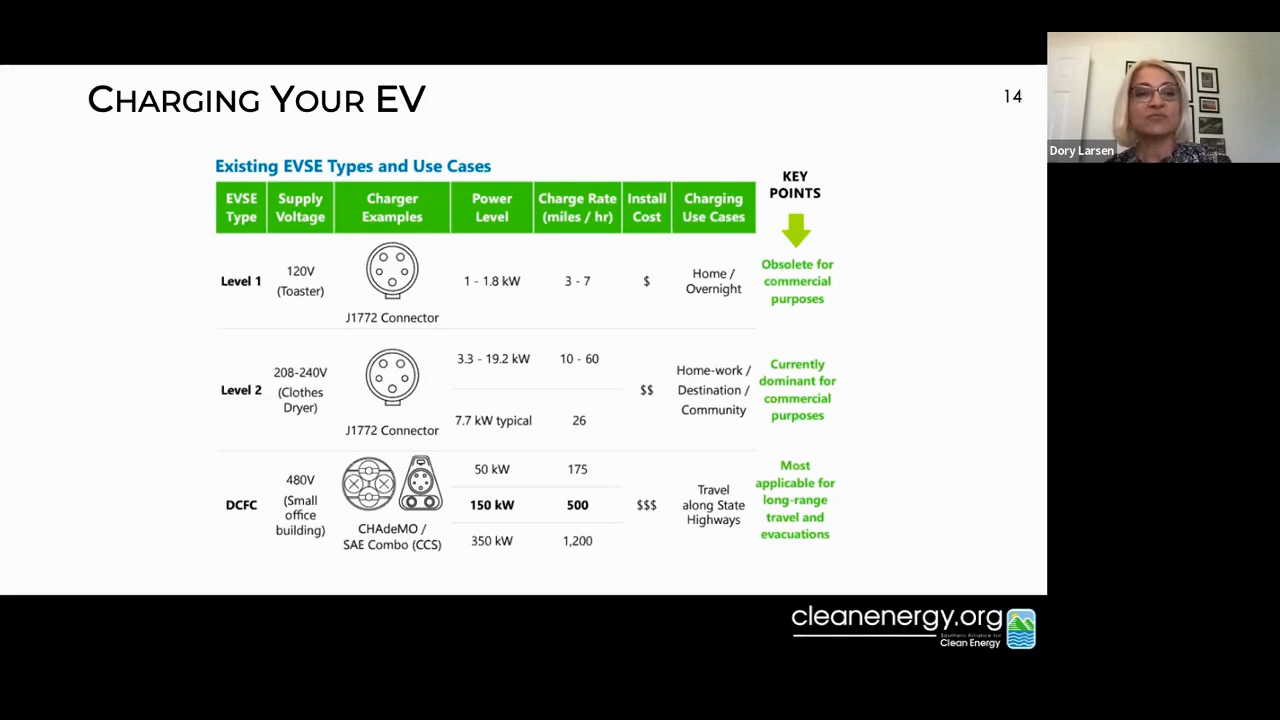 CHARGING YOUR EV
14
Dory Larsen
Existing EVSE Types and Use Cases
KEY
POINTS
EVSE
Type
Supply
Voltage
Charger
Examples
Power
Level
Charge Rate
(miles / hr)
Install
Cost
Charging
Use Cases
Level 1
120V
(Toaster)
J1772 Connector
1 - 1.8 kW
3 - 7
$
Home /
Overnight
Obsolete for
commercial
purposes
Level 2
208-240V
(Clothes
Dryer)
J1772 Connector
3.3 - 19.2 kW
10 - 60
7.7 kW typical
26
$$
Home-work /
Destination /
Community
Currently
dominant for
commercial
purposes
DCFC
480V
(Small
office
building)
CHAdeMO /
SAE Combo (CCS)
50 kW
175
150 kW
500
350 kW
1,200
$$$
Travel
along State
Highways
Most
applicable for
long-range
travel and
evacuations
cleanenergy.org
Southern Alliance for
Clean Energy